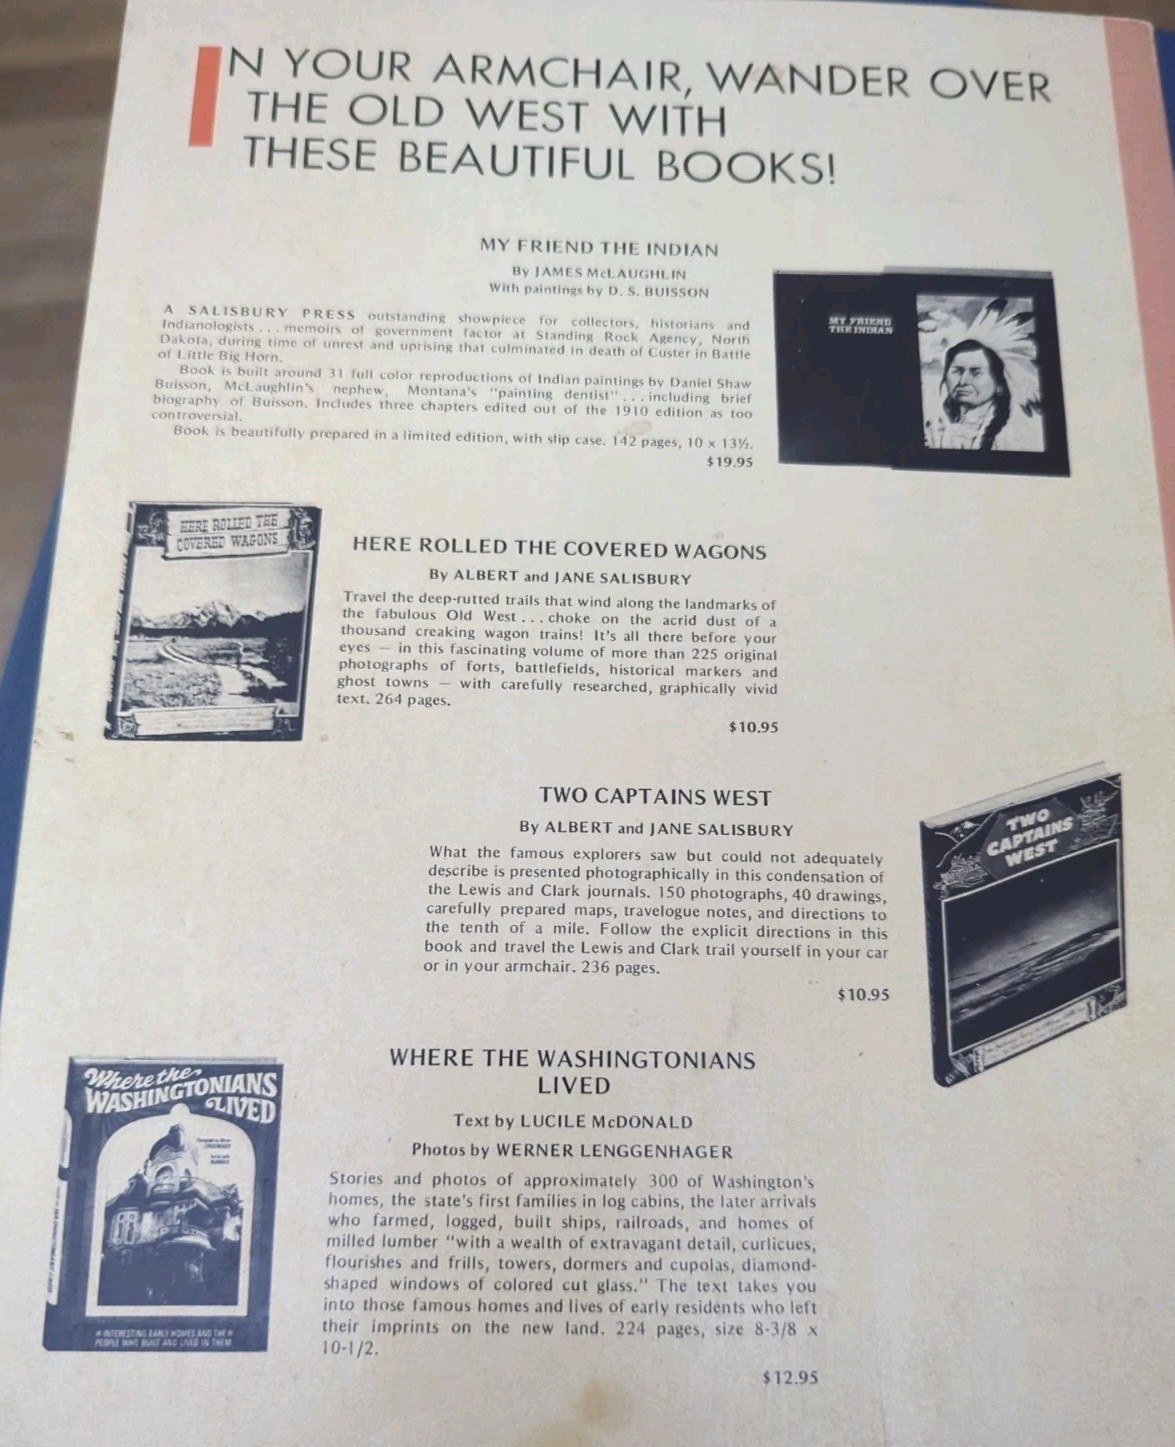 IN YOUR ARMCHAIR, WANDER OVER
THE OLD WEST WITH
THESE BEAUTIFUL BOOKS!
MY FRIEND THE INDIAN
By JAMES McLAUGHLIN
With paintings by D. S. BUISSON
A SALISBURY PRESS outstanding showpiece for collectors, historians and
Indianologists . . . memoirs of government factor at Standing Rock Agency, North
Dakota, during time of unrest and uprising that culminated in death of Custer in Battle
of Little Big Horn.
Book is built around 31 full color reproductions of Indian paintings by Daniel Shaw
Buisson, McLaughlin's nephew, Montana's "painting dentist" . . . including brief
biography of Buisson. Includes three chapters edited out of the 1910 edition as too
controversial.
Book is beautifully prepared in a limited edition, with slip case. 142 pages, 10 x 13½.
$19.95
MY FRIEND
THE INDIAN
HERE ROLLED THE
COVERED WAGONS
HERE ROLLED THE COVERED WAGONS
By ALBERT and JANE SALISBURY
Travel the deep-rutted trails that wind along the landmarks of
the fabulous Old West . . . choke on the acrid dust of a
thousand creaking wagon trains! It's all there before your
eyes — in this fascinating volume of more than 225 original
photographs of forts, battlefields, historical markers and
ghost towns — with carefully researched, graphically vivid
text. 264 pages.
$10.95
TWO CAPTAINS WEST
By ALBERT and JANE SALISBURY
What the famous explorers saw but could not adequately
describe is presented photographically in this condensation of
the Lewis and Clark journals. 150 photographs, 40 drawings,
carefully prepared maps, travelogue notes, and directions to
the tenth of a mile. Follow the explicit directions in this
book and travel the Lewis and Clark trail yourself in your car
or in your armchair. 236 pages.
$10.95
TWO
CAPTAINS
WEST
Where the
WASHINGTONIANS
LIVED
INTERESTING EARLY HOMES AND THE
PEOPLE WHO BUILT AND LIVED IN THEM
WHERE THE WASHINGTONIANS
LIVED
Text by LUCILE McDONALD
Photos by WERNER LENGGENHAGER
Stories and photos of approximately 300 of Washington's
homes, the state's first families in log cabins, the later arrivals
who farmed, logged, built ships, railroads, and homes of
milled lumber "with a wealth of extravagant detail, curlicues,
flourishes and frills, towers, dormers and cupolas, diamond-
shaped windows of colored cut glass." The text takes you
into those famous homes and lives of early residents who left
their imprints on the new land. 224 pages, size 8-3/8 x
10-1/2.
$12.95